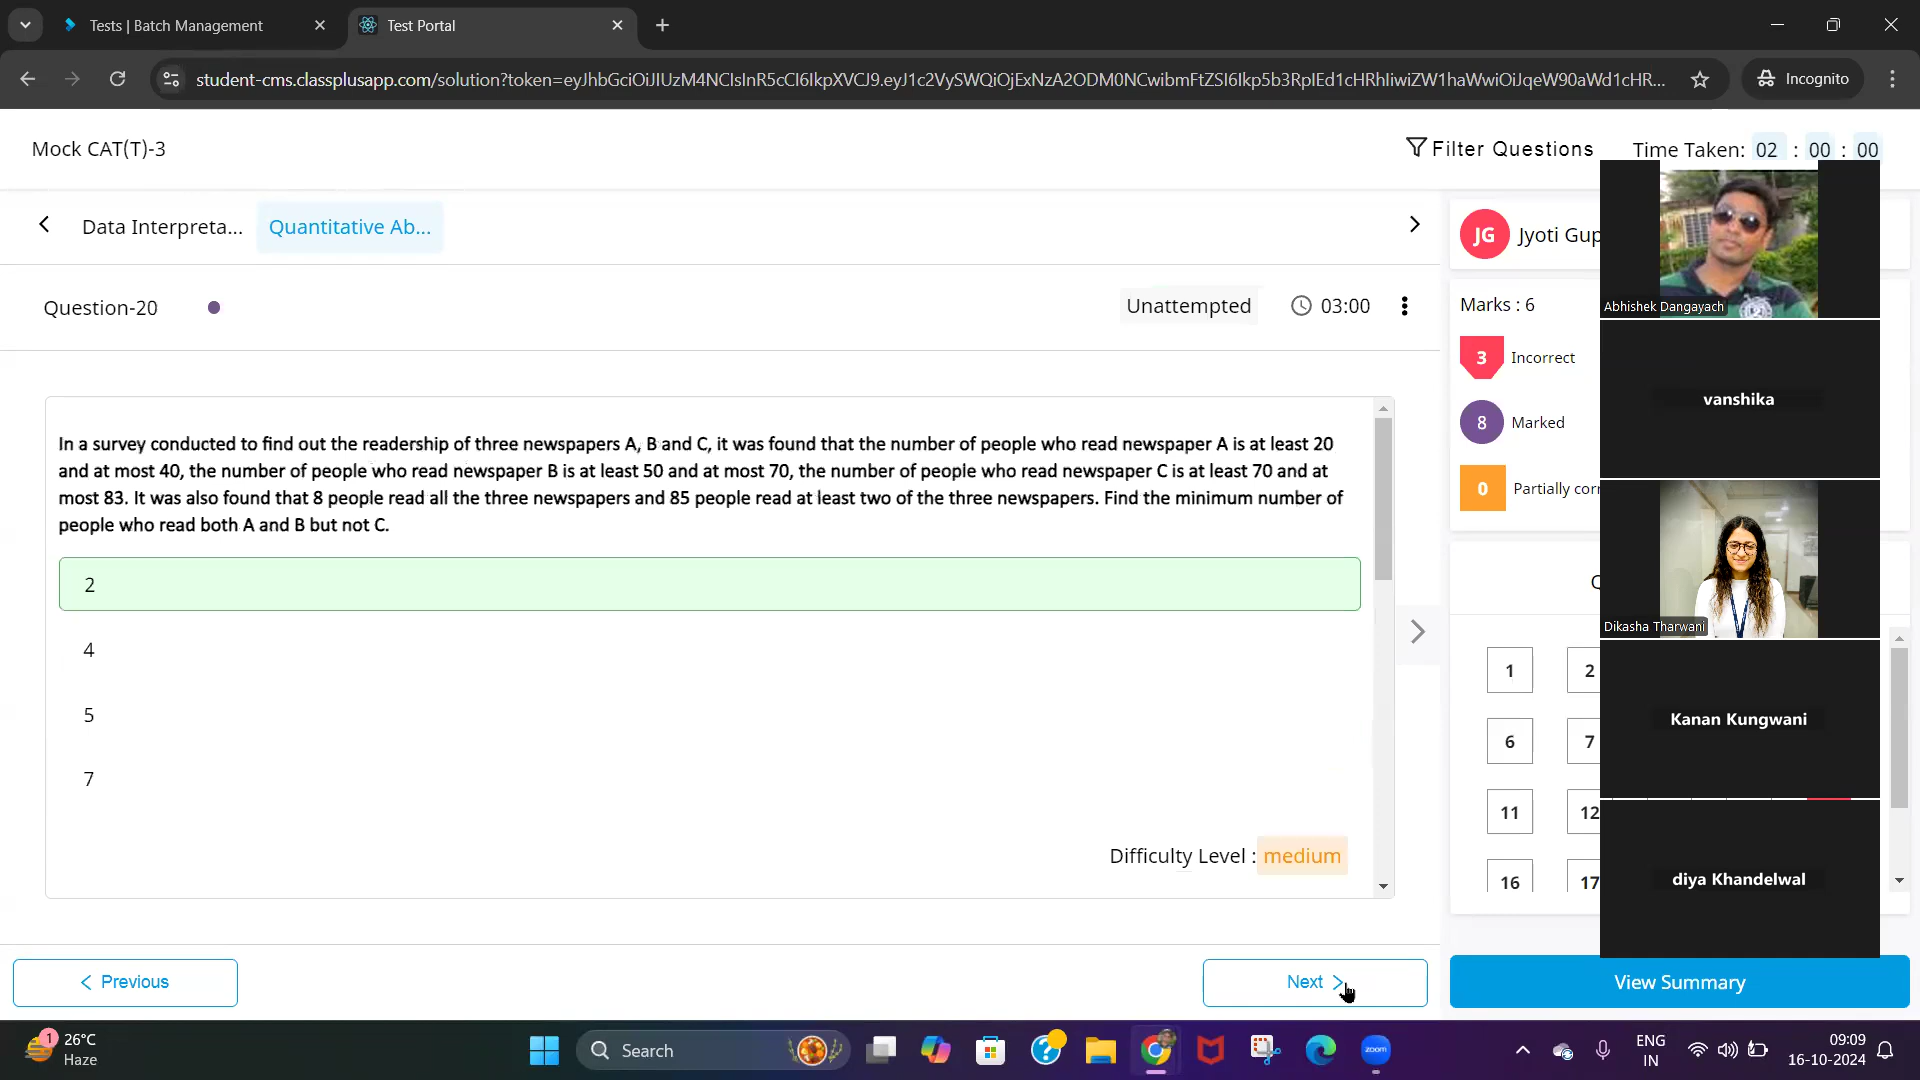 Tests | Batch Management
Test Portal
student-cms.classplusapp.com/solution?token=eyJhbGciOiJIUzM4NCIsInR5cCI6IkpXVCJ9.eyJ1c2VySWQiOjExNzA2ODM0NCwibmFtZSI6Ikp5b3RpIEd1cHRhIiwiZW1haWwiOiJqeW90aWd1cHR...
Incognito
Mock CAT(T)-3
Filter Questions
Time Taken: 02 : 00 : 00
Data Interpreta...
Quantitative Ab...
JG
Jyoti Gup
Question-20
Unattempted
03:00
Marks : 6
3 Incorrect
8 Marked
0 Partially corr
In a survey conducted to find out the readership of three newspapers A, B and C, it was found that the number of people who read newspaper A is at least 20
and at most 40, the number of people who read newspaper B is at least 50 and at most 70, the number of people who read newspaper C is at least 70 and at
most 83. It was also found that 8 people read all the three newspapers and 85 people read at least two of the three newspapers. Find the minimum number of
people who read both A and B but not C.
2
4
5
7
Difficulty Level : medium
1 2
6 7
11 12
16 17
Abhishek Dangayach
vanshika
Dikasha Tharwani
Kanan Kungwani
diya Khandelwal
Previous
Next
View Summary
1
26°C
Haze
Search
zoom
ENG
IN
09:09
16-10-2024